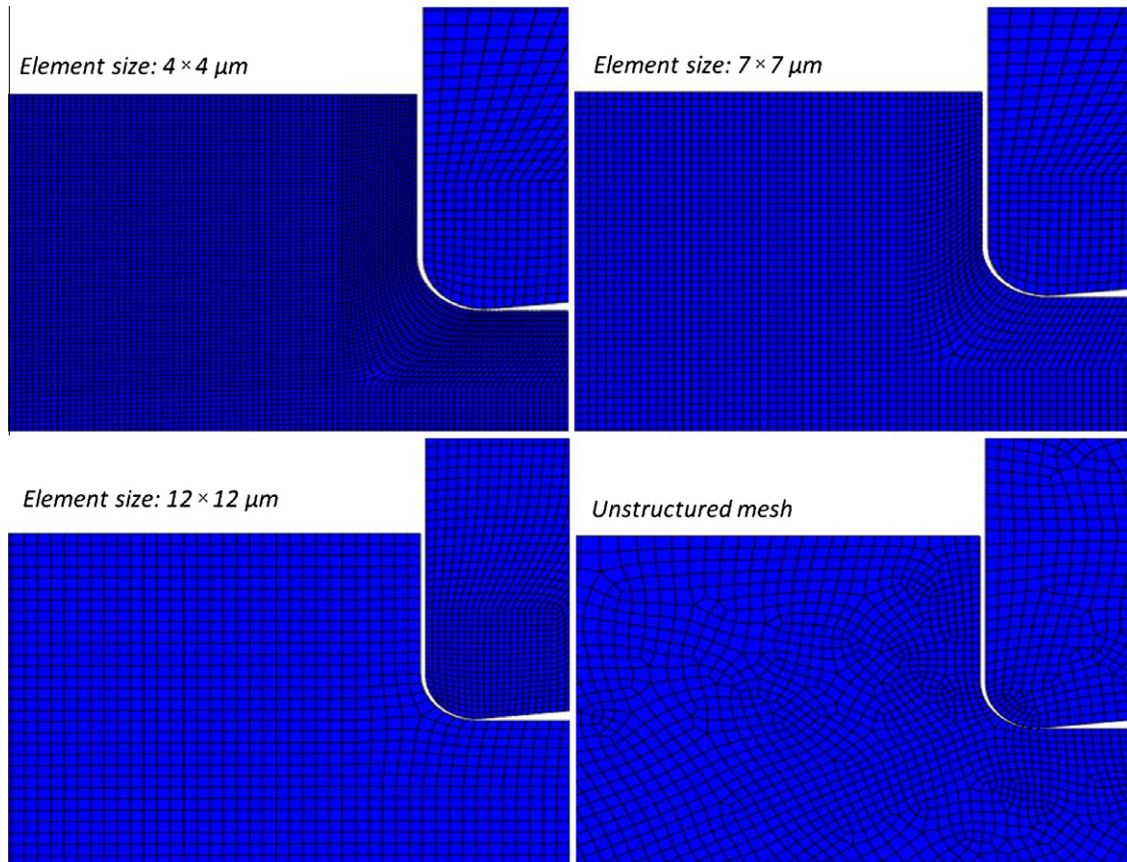 Element size: 4 × 4 μm
Element size: 7 × 7 μm
Element size: 12 × 12 μm
Unstructured mesh